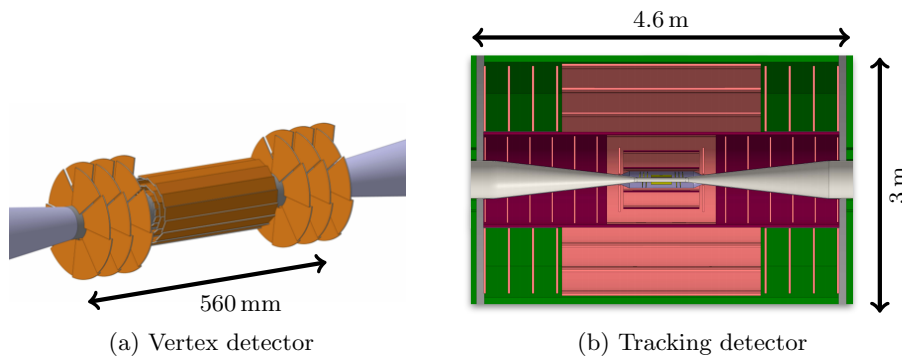 4.6 m
3 m
560 mm
(a) Vertex detector
(b) Tracking detector